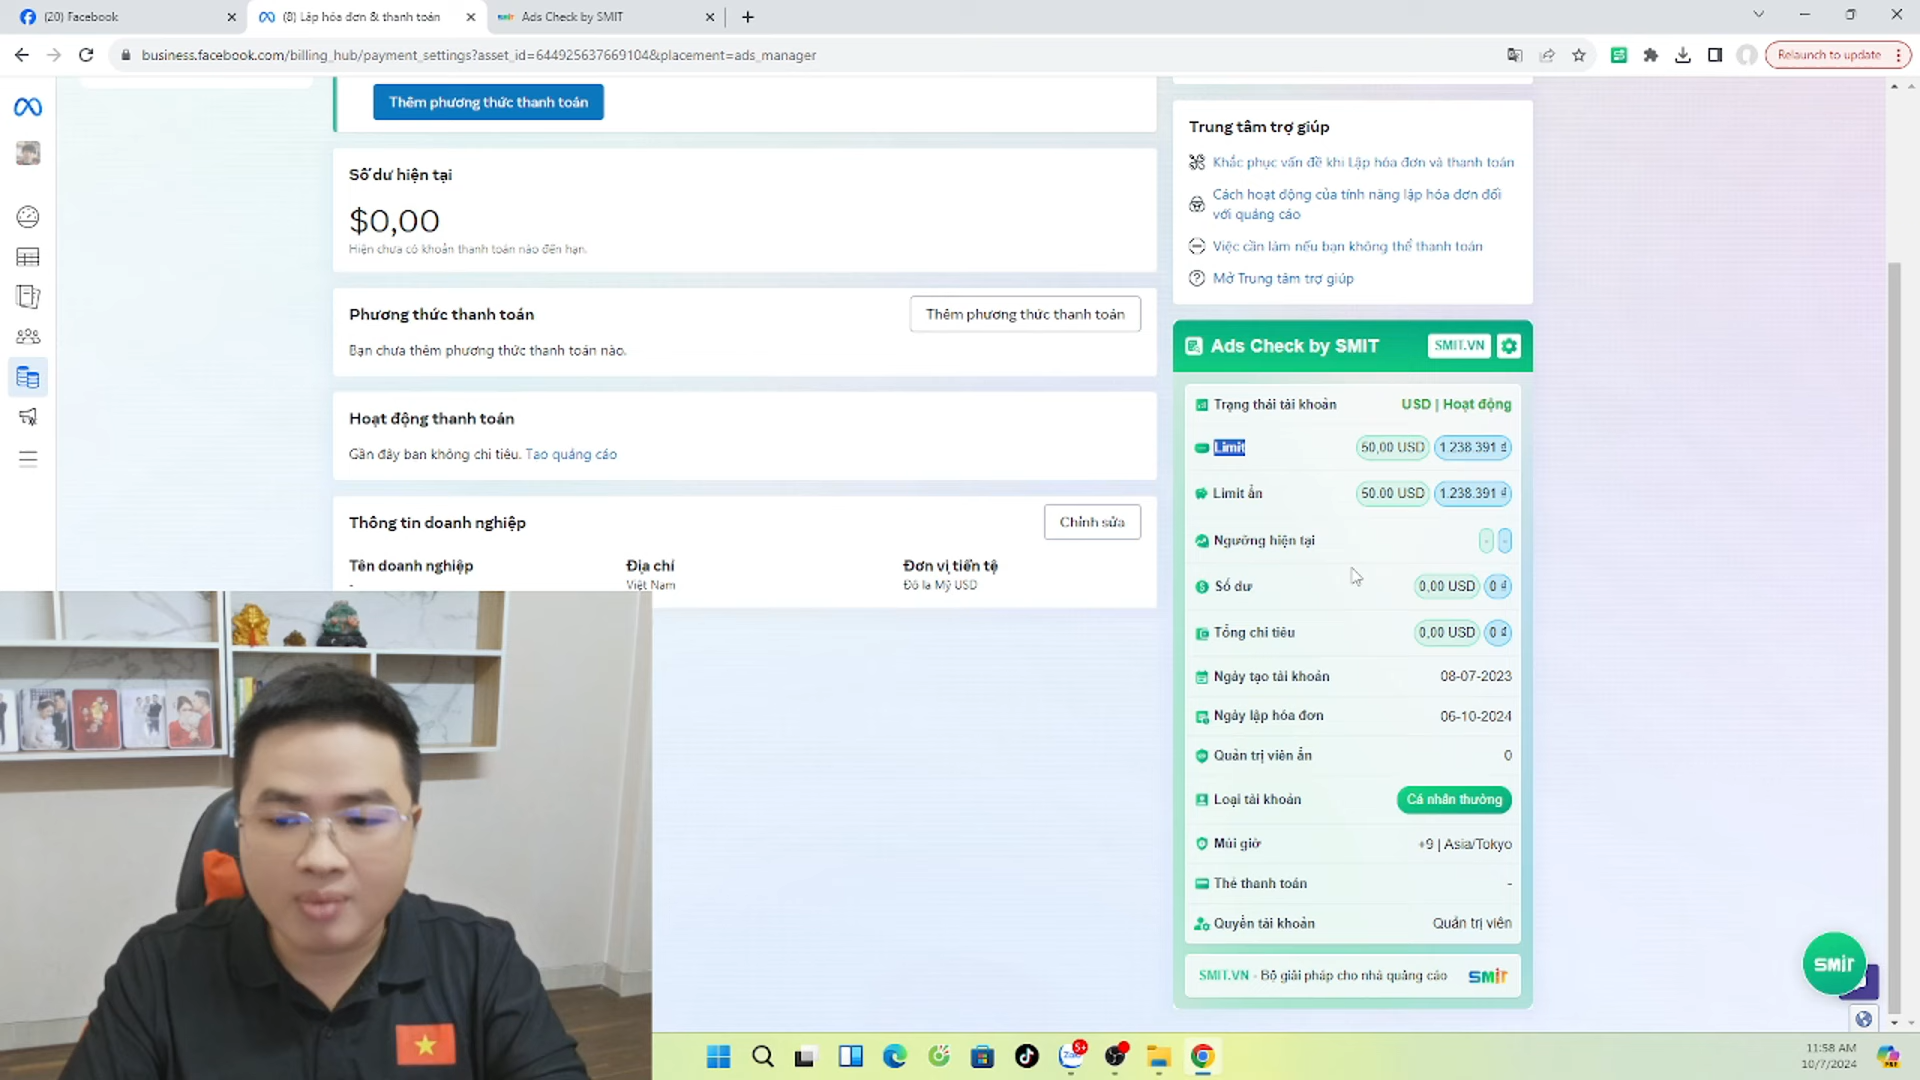 (20) Facebook
(8) Lập hóa đơn & thanh toán
Ads Check by SMIT
business.facebook.com/billing_hub/payment_settings?asset_id=644925637669104&placement=ads_manager
Relaunch to update
Thêm phương thức thanh toán
Số dư hiện tại
$0,00
Hiện chưa có khoản thanh toán nào đến hạn.
Phương thức thanh toán
Thêm phương thức thanh toán
Bạn chưa thêm phương thức thanh toán nào.
Hoạt động thanh toán
Gần đây bạn không chi tiêu. Tạo quảng cáo
Thông tin doanh nghiệp
Chỉnh sửa
Tên doanh nghiệp
-
Địa chỉ
Việt Nam
Đơn vị tiền tệ
Đô la Mỹ USD
Trung tâm trợ giúp
Khắc phục vấn đề khi Lập hóa đơn và thanh toán
Cách hoạt động của tính năng lập hóa đơn đối
với quảng cáo
Việc cần làm nếu bạn không thể thanh toán
Mở Trung tâm trợ giúp
Ads Check by SMIT
SMIT.VN
Trạng thái tài khoản USD | Hoạt động
Limit 50,00 USD 1.238.391 đ
Limit ẩn 50.00 USD 1.238.391 đ
Ngưỡng hiện tại - -
Số dư 0,00 USD 0 đ
Tổng chi tiêu 0,00 USD 0 đ
Ngày tạo tài khoản 08-07-2023
Ngày lập hóa đơn 06-10-2024
Quản trị viên ẩn 0
Loại tài khoản Cá nhân thường
Múi giờ +9 | Asia/Tokyo
Thẻ thanh toán -
Quyền tài khoản Quản trị viên
SMIT.VN - Bộ giải pháp cho nhà quảng cáo SMIT
SMIT
Zalo
5+
11:58 AM
10/7/2024